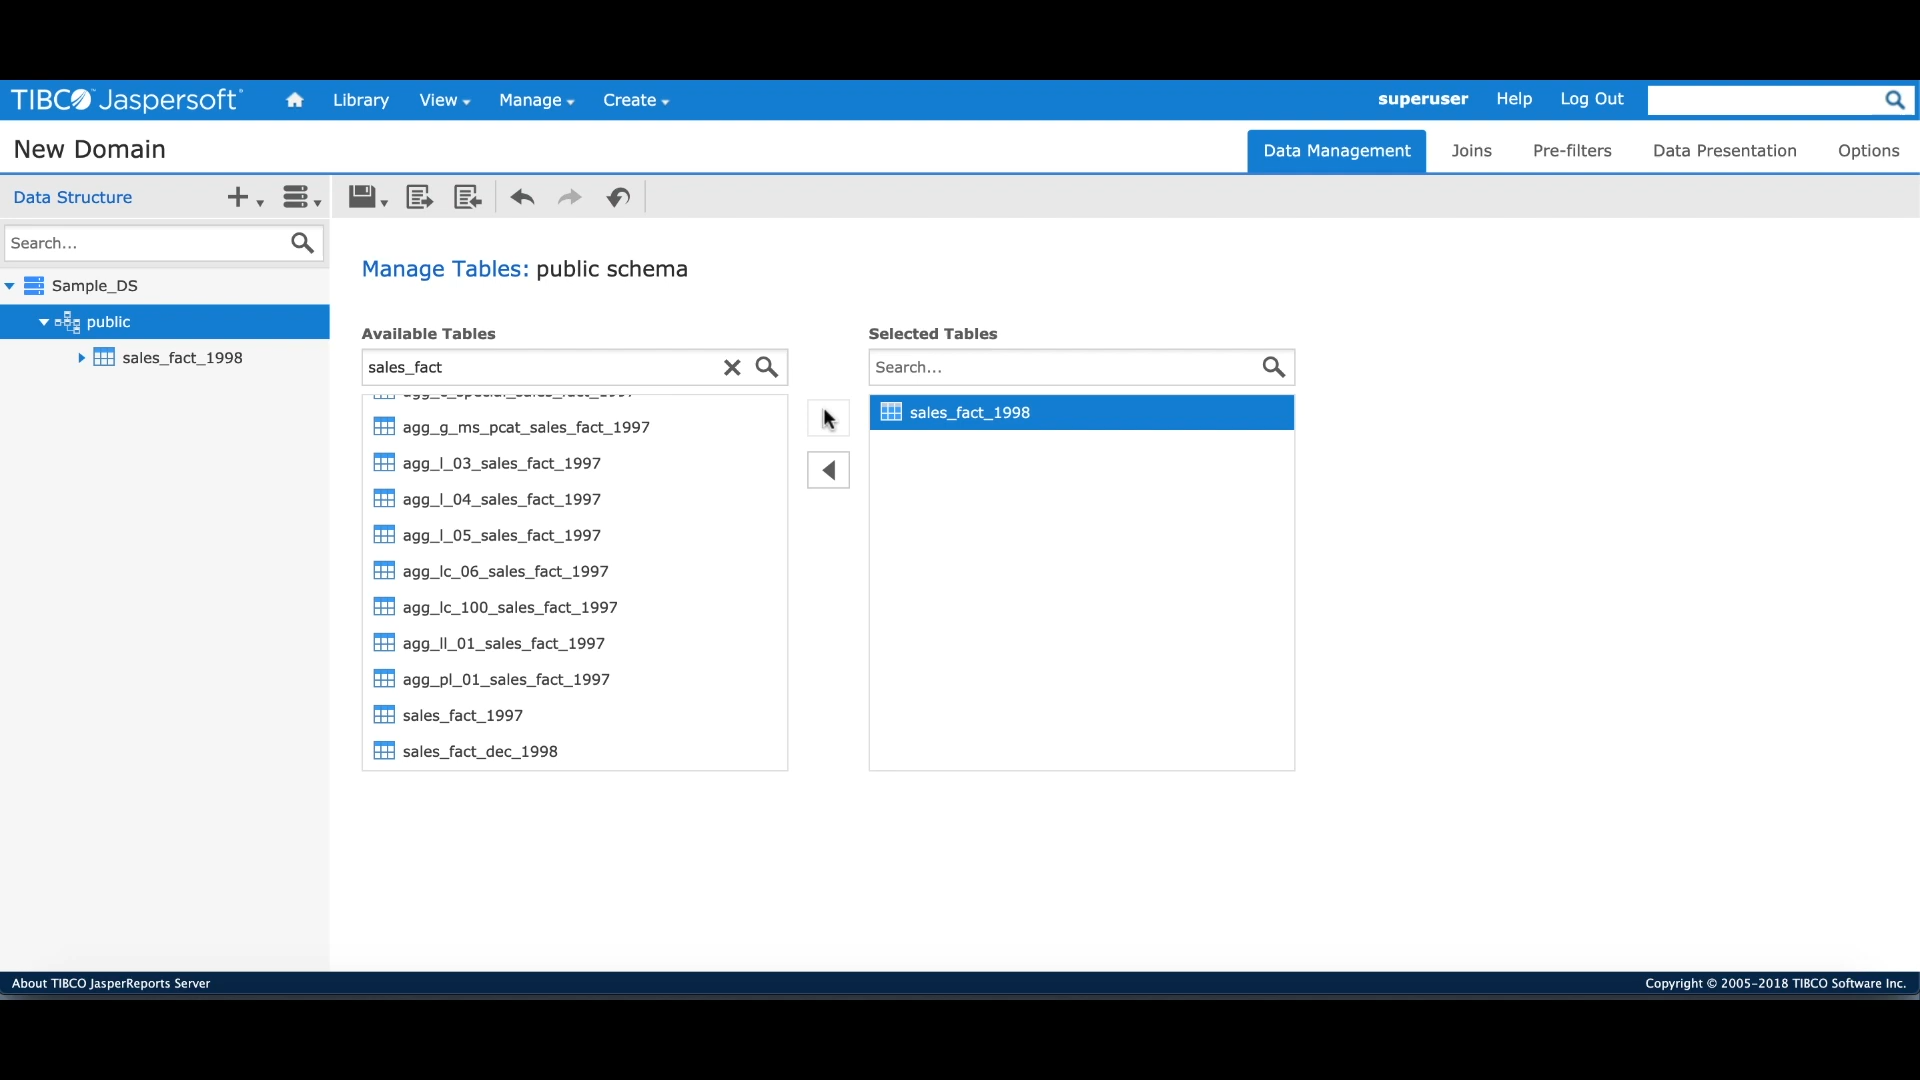 TIBCO Jaspersoft
Library View Manage Create
superuser Help Log Out
New Domain
Data Management Joins Pre-filters Data Presentation Options
Data Structure
Search...
Sample_DS
public
sales_fact_1998
Manage Tables: public schema
Available Tables
sales_fact
agg_g_ms_pcat_sales_fact_1997
agg_l_03_sales_fact_1997
agg_l_04_sales_fact_1997
agg_l_05_sales_fact_1997
agg_lc_06_sales_fact_1997
agg_lc_100_sales_fact_1997
agg_ll_01_sales_fact_1997
agg_pl_01_sales_fact_1997
sales_fact_1997
sales_fact_dec_1998
Selected Tables
Search...
sales_fact_1998
About TIBCO JasperReports Server
Copyright © 2005-2018 TIBCO Software Inc.